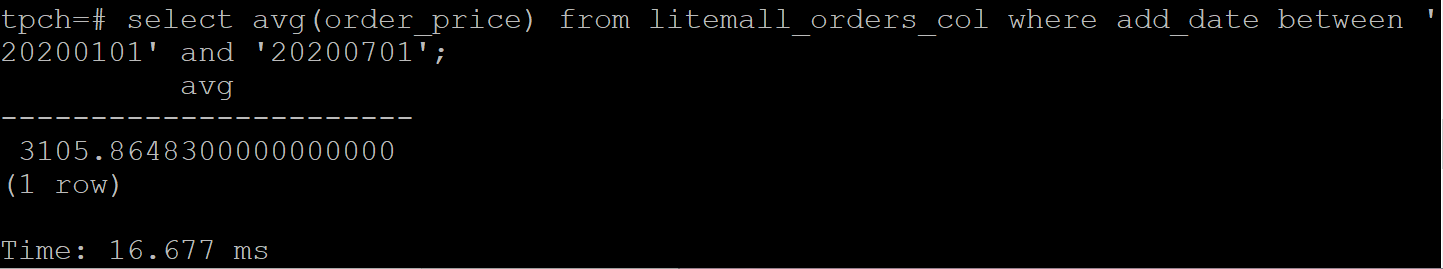 tpch=# select avg(order_price) from litemall_orders_col where add_date between '
20200101' and '20200701';
avg
-----------------------
3105.8648300000000000
(1 row)
Time: 16.677 ms